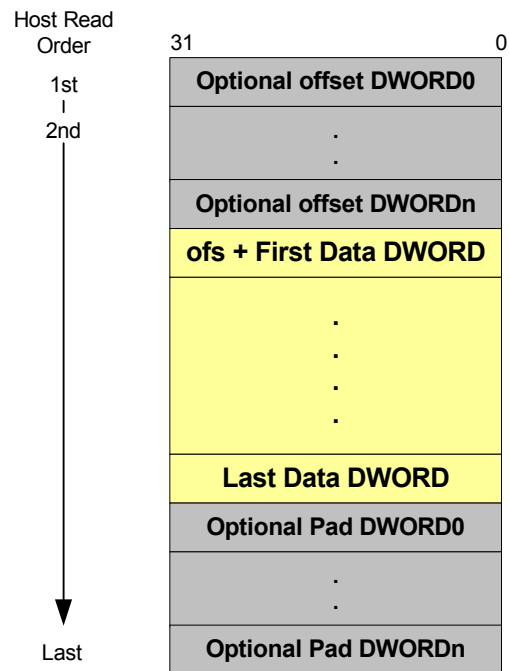 Host Read
Order
31 0
1st
2nd
Optional offset DWORD0
.
.
Optional offset DWORDn
ofs + First Data DWORD
.
.
.
.
Last Data DWORD
Optional Pad DWORD0
.
.
Last
Optional Pad DWORDn